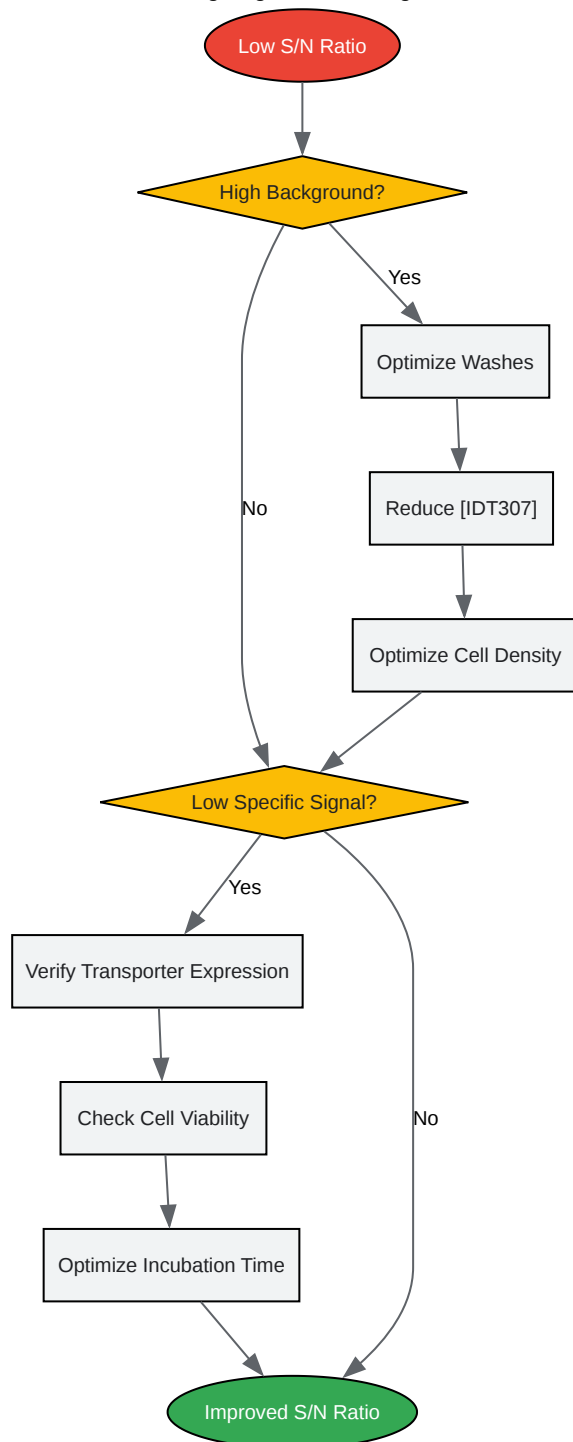 Low S/N Ratio
High Background?
Yes
Optimize Washes
Reduce [IDT307]
No
Optimize Cell Density
Low Specific Signal?
Yes
Verify Transporter Expression
Check Cell Viability
No
Optimize Incubation Time
Improved S/N Ratio